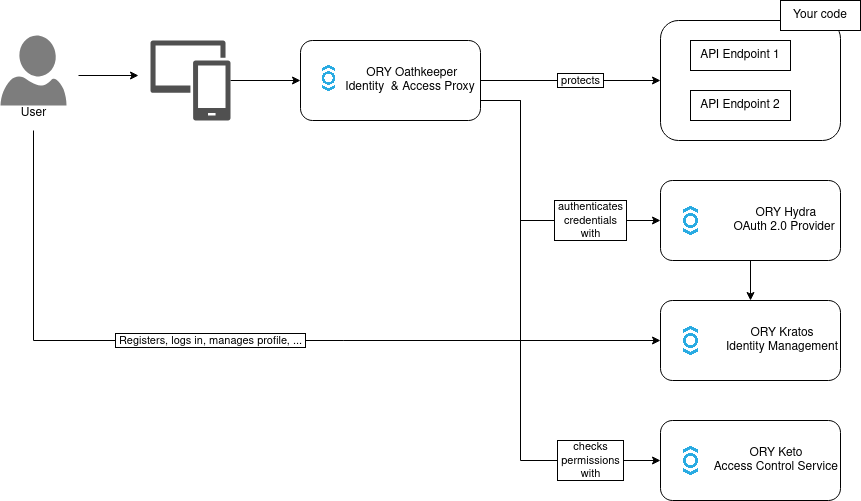 Your code
API Endpoint 1
API Endpoint 2
ORY Oathkeeper
Identity & Access Proxy
protects
User
authenticates
credentials
with
ORY Hydra
OAuth 2.0 Provider
Registers, logs in, manages profile, ...
ORY Kratos
Identity Management
checks
permissions
with
ORY Keto
Access Control Service